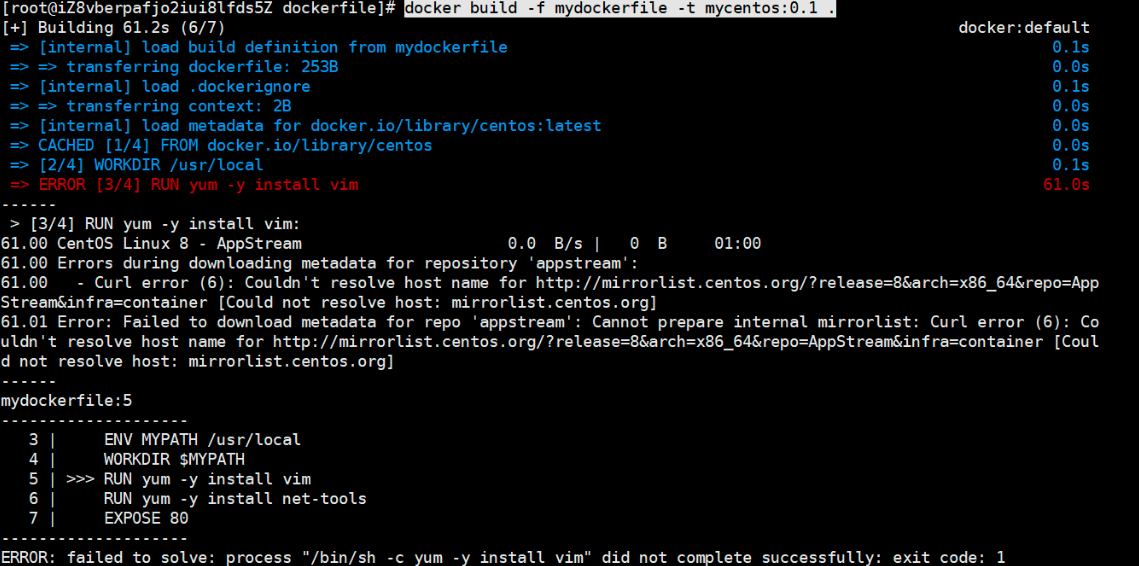 [root@iZ8vberpafjo2iui8lfds5Z dockerfile]# docker build -f mydockerfile -t mycentos:0.1 .
[+] Building 61.2s (6/7) docker:default
=> [internal] load build definition from mydockerfile 0.1s
=> => transferring dockerfile: 253B 0.0s
=> [internal] load .dockerignore 0.1s
=> => transferring context: 2B 0.0s
=> [internal] load metadata for docker.io/library/centos:latest 0.0s
=> CACHED [1/4] FROM docker.io/library/centos 0.0s
=> [2/4] WORKDIR /usr/local 0.1s
=> ERROR [3/4] RUN yum -y install vim 61.0s
------
> [3/4] RUN yum -y install vim:
61.00 CentOS Linux 8 - AppStream 0.0 B/s | 0 B 01:00
61.00 Errors during downloading metadata for repository 'appstream':
61.00 - Curl error (6): Couldn't resolve host name for http://mirrorlist.centos.org/?release=8&arch=x86_64&repo=App
Stream&infra=container [Could not resolve host: mirrorlist.centos.org]
61.01 Error: Failed to download metadata for repo 'appstream': Cannot prepare internal mirrorlist: Curl error (6): Co
uldn't resolve host name for http://mirrorlist.centos.org/?release=8&arch=x86_64&repo=AppStream&infra=container [Coul
d not resolve host: mirrorlist.centos.org]
------
mydockerfile:5
--------------------
3 | ENV MYPATH /usr/local
4 | WORKDIR $MYPATH
5 | >>> RUN yum -y install vim
6 | RUN yum -y install net-tools
7 | EXPOSE 80
--------------------
ERROR: failed to solve: process "/bin/sh -c yum -y install vim" did not complete successfully: exit code: 1